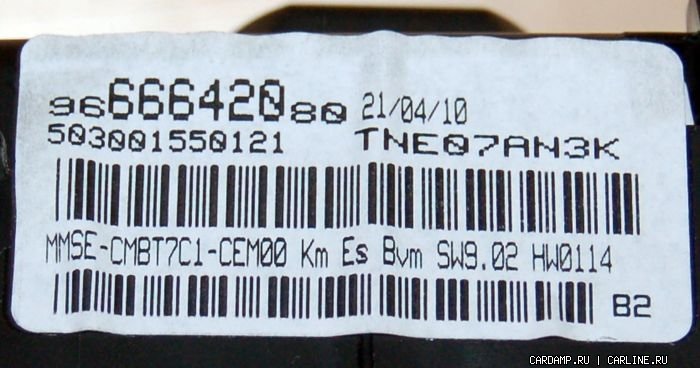 9666642080 21/04/10
503001550121 TNE07AN3K
MMSE-CMBT7C1-CEM00 Km Es Bvm SW9.02 HW0114
B2
CARDAMP.RU | CARLINE.RU